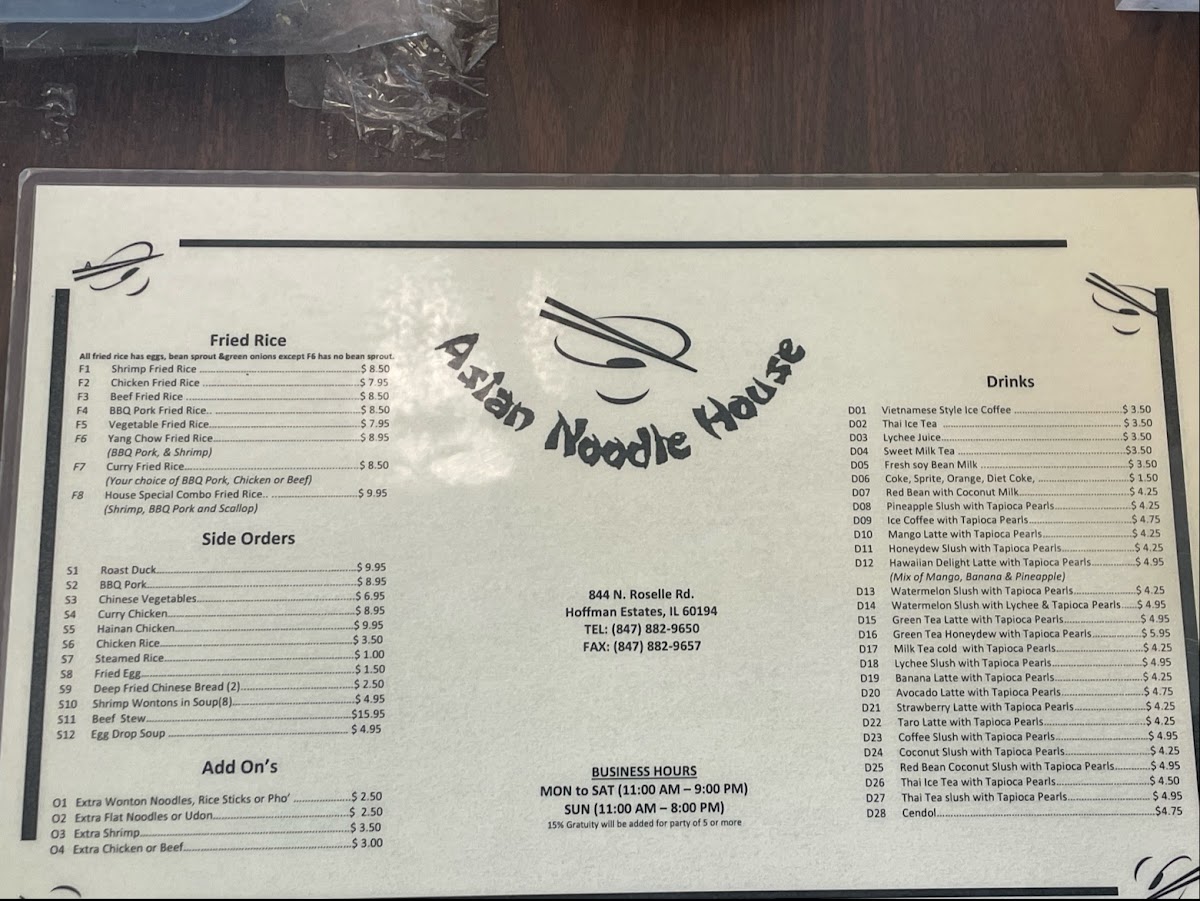 Asian Noodle House
Fried Rice
All fried rice has eggs, bean sprout &green onions except F6 has no bean sprout.
F1 Shrimp Fried Rice $ 8.50
F2 Chicken Fried Rice $ 7.95
F3 Beef Fried Rice $ 8.50
F4 BBQ Pork Fried Rice.. $ 8.50
F5 Vegetable Fried Rice $ 7.95
F6 Yang Chow Fried Rice $ 8.95
(BBQ Pork, & Shrimp)
F7 Curry Fried Rice $ 8.50
(Your choice of BBQ Pork, Chicken or Beef)
F8 House Special Combo Fried Rice.. $ 9.95
(Shrimp, BBQ Pork and Scallop)
Side Orders
S1 Roast Duck $ 9.95
S2 BBQ Pork $ 8.95
S3 Chinese Vegetables $ 6.95
S4 Curry Chicken $ 8.95
S5 Hainan Chicken $ 9.95
S6 Chicken Rice $ 3.50
S7 Steamed Rice $ 1.00
S8 Fried Egg $ 1.50
S9 Deep Fried Chinese Bread (2) $ 2.50
S10 Shrimp Wontons in Soup(8) $ 4.95
S11 Beef Stew $15.95
S12 Egg Drop Soup $ 4.95
Add On's
O1 Extra Wonton Noodles, Rice Sticks or Pho' $ 2.50
O2 Extra Flat Noodles or Udon $ 2.50
O3 Extra Shrimp $ 3.50
O4 Extra Chicken or Beef $ 3.00
844 N. Roselle Rd.
Hoffman Estates, IL 60194
TEL: (847) 882-9650
FAX: (847) 882-9657
BUSINESS HOURS
MON to SAT (11:00 AM – 9:00 PM)
SUN (11:00 AM – 8:00 PM)
15% Gratuity will be added for party of 5 or more
Drinks
D01 Vietnamese Style Ice Coffee $ 3.50
D02 Thai Ice Tea $ 3.50
D03 Lychee Juice $ 3.50
D04 Sweet Milk Tea $3.50
D05 Fresh soy Bean Milk $ 3.50
D06 Coke, Sprite, Orange, Diet Coke, $ 1.50
D07 Red Bean with Coconut Milk $ 4.25
D08 Pineapple Slush with Tapioca Pearls $ 4.25
D09 Ice Coffee with Tapioca Pearls $ 4.75
D10 Mango Latte with Tapioca Pearls $ 4.25
D11 Honeydew Slush with Tapioca Pearls $ 4.25
D12 Hawaiian Delight Latte with Tapioca Pearls $ 4.95
(Mix of Mango, Banana & Pineapple)
D13 Watermelon Slush with Tapioca Pearls $ 4.25
D14 Watermelon Slush with Lychee & Tapioca Pearls $ 4.95
D15 Green Tea Latte with Tapioca Pearls $ 4.95
D16 Green Tea Honeydew with Tapioca Pearls $ 5.95
D17 Milk Tea cold with Tapioca Pearls $ 4.25
D18 Lychee Slush with Tapioca Pearls $ 4.95
D19 Banana Latte with Tapioca Pearls $ 4.25
D20 Avocado Latte with Tapioca Pearls $ 4.75
D21 Strawberry Latte with Tapioca Pearls $ 4.25
D22 Taro Latte with Tapioca Pearls $ 4.25
D23 Coffee Slush with Tapioca Pearls $ 4.95
D24 Coconut Slush with Tapioca Pearls $ 4.25
D25 Red Bean Coconut Slush with Tapioca Pearls $ 4.95
D26 Thai Ice Tea with Tapioca Pearls $ 4.50
D27 Thai Tea slush with Tapioca Pearls $ 4.95
D28 Cendol $4.75